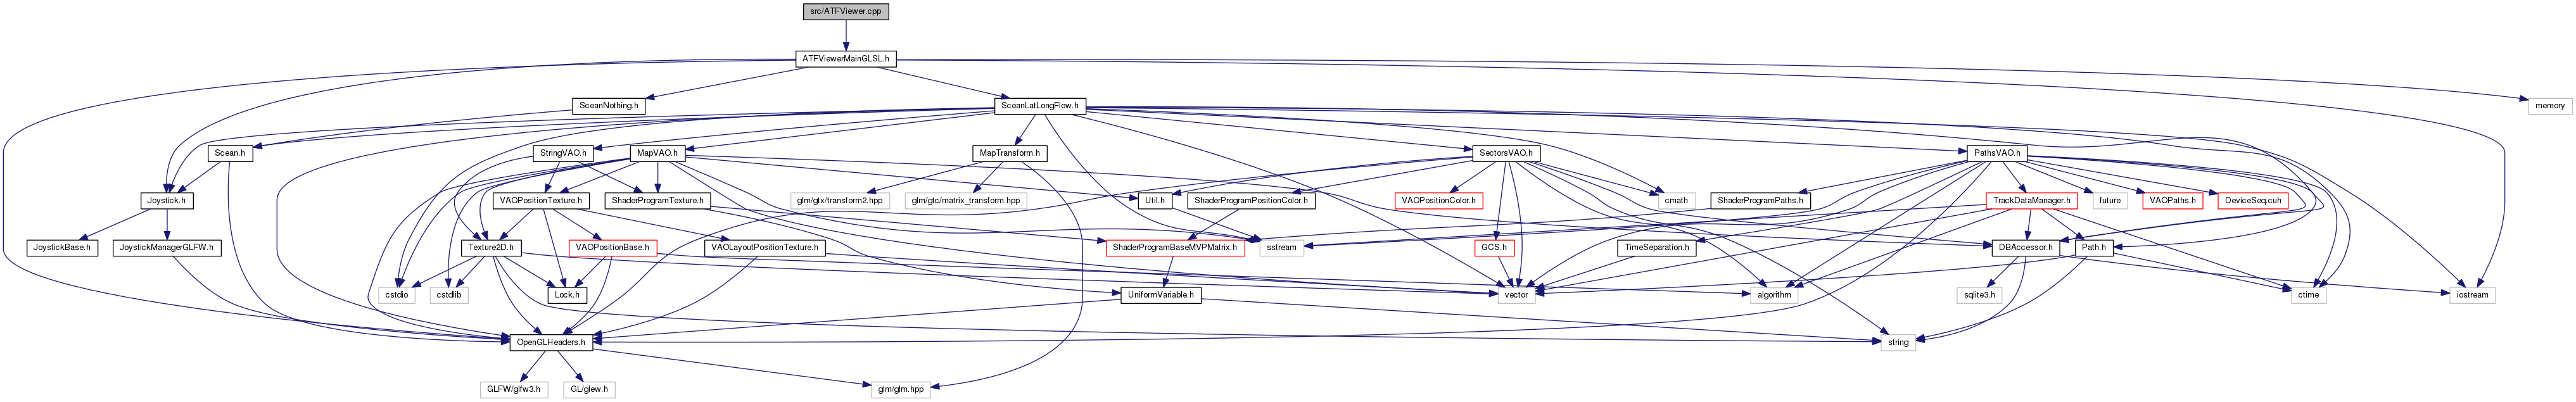 src/ATFViewer.cpp
ATFViewerMainGLSL.h
SceanNothing.h
SceanLatLongFlow.h
memory
Scean.h
StringVAO.h
MapVAO.h
MapTransform.h
SectorsVAO.h
PathsVAO.h
Joystick.h
VAOPositionTexture.h
ShaderProgramTexture.h
glm/gtx/transform2.hpp
glm/gtc/matrix_transform.hpp
Util.h
ShaderProgramPositionColor.h
VAOPositionColor.h
cmath
ShaderProgramPaths.h
TrackDataManager.h
future
VAOPaths.h
DeviceSeq.cuh
JoystickBase.h
JoystickManagerGLFW.h
Texture2D.h
VAOPositionBase.h
VAOLayoutPositionTexture.h
ShaderProgramBaseMVPMatrix.h
sstream
GCS.h
TimeSeparation.h
DBAccessor.h
Path.h
cstdio
cstdlib
Lock.h
UniformVariable.h
vector
algorithm
sqlite3.h
ctime
iostream
OpenGLHeaders.h
string
GLFW/glfw3.h
GL/glew.h
glm/glm.hpp